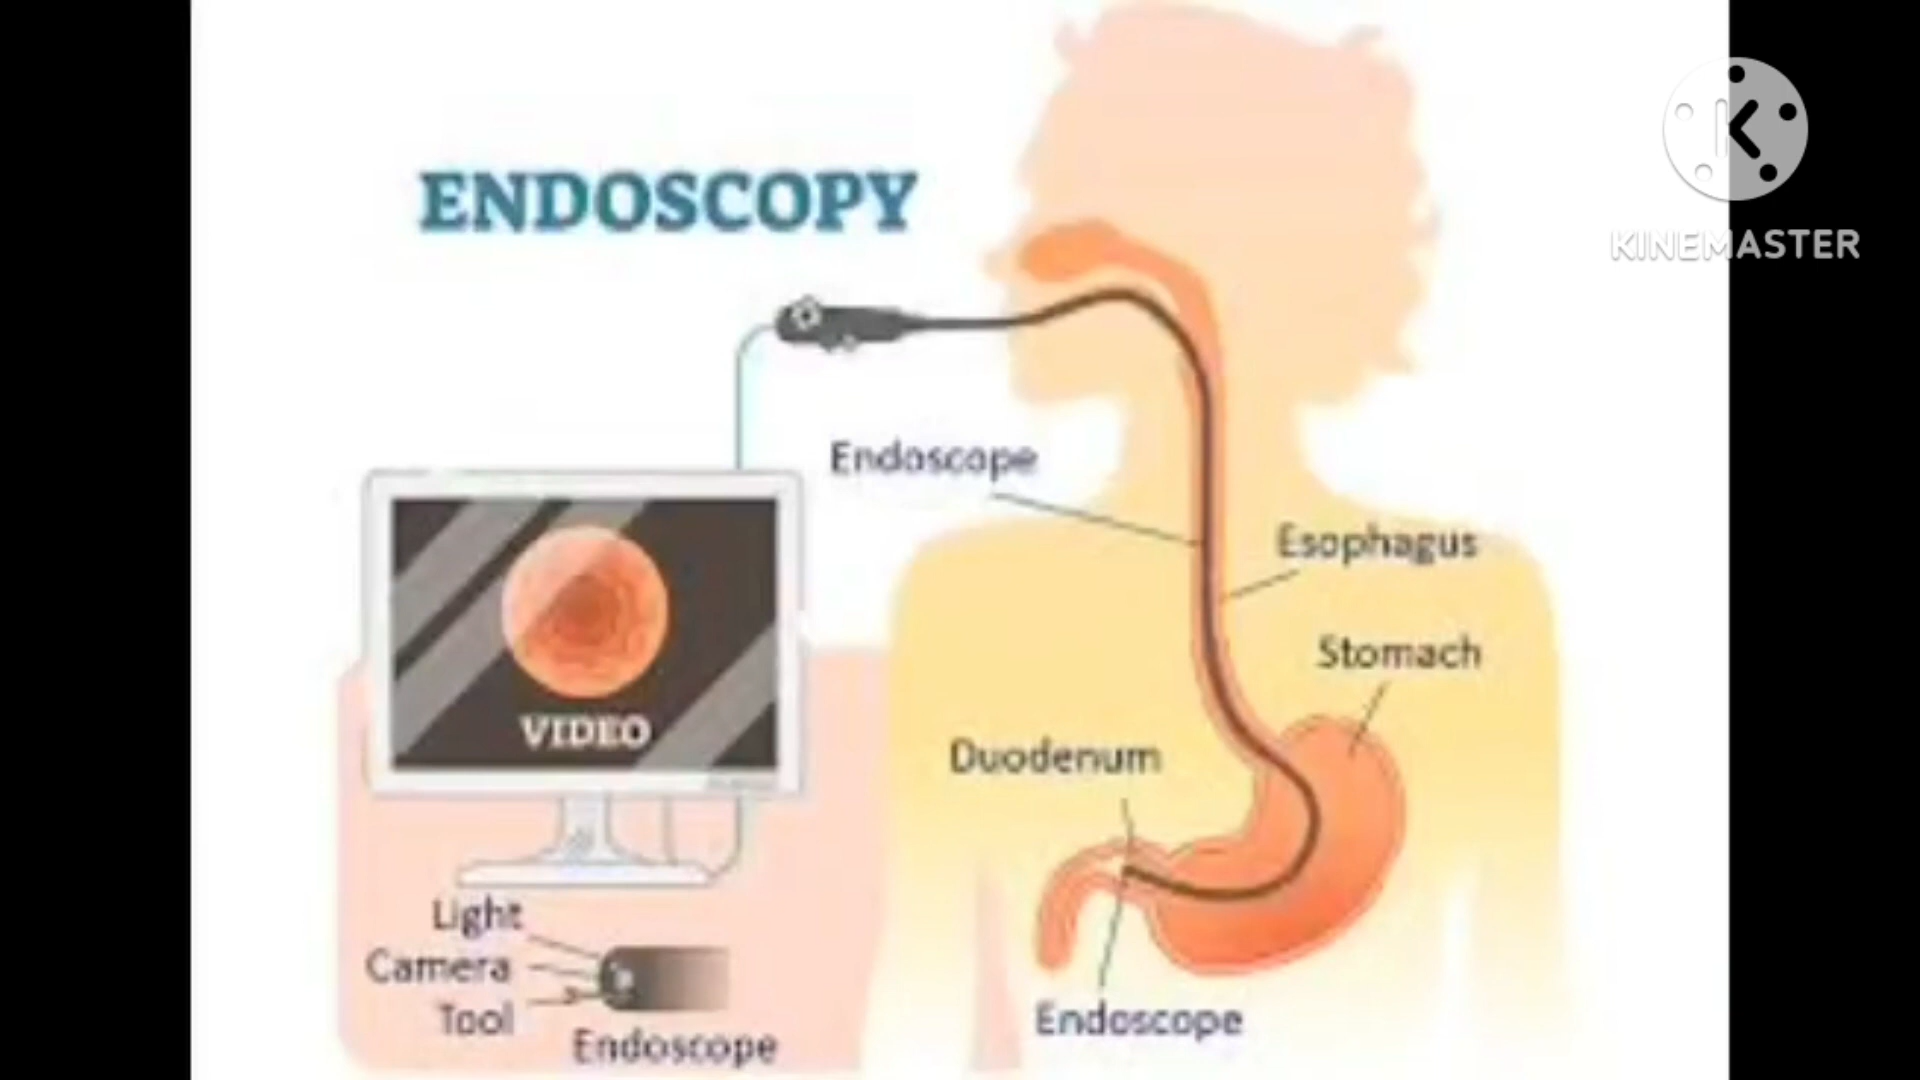 ENDOSCOPY
KINEMASTER
Endoscope
Esophagus
Stomach
Duodenum
VIDEO
Light
Camera
Tool
Endoscope
Endoscope